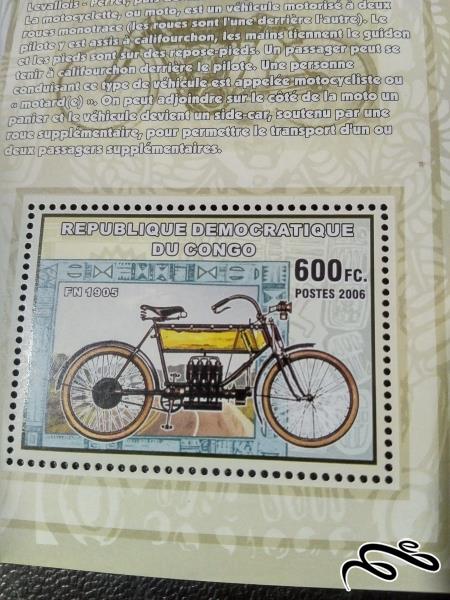 Levallois - Perret, puis
La motocyclette, ou moto, est un véhicule motorisé à deux
roues monotrace (les roues sont l'une derrière l'autre). Le
pilote y est assis à califourchon, les mains tiennent le guidon
et les pieds sont sur des repose-pieds. Un passager peut se
tenir à califourchon derrière le pilote. Une personne
conduisant ce type de véhicule est appelée motocycliste ou
« motard(e) ». On peut adjoindre sur le côté de la moto un
panier et le véhicule devient un side-car, soutenu par une
roue supplémentaire, pour permettre le transport d'un ou
deux passagers supplémentaires.
REPUBLIQUE DEMOCRATIQUE
DU CONGO
600FC.
FN 1905
POSTES 2006